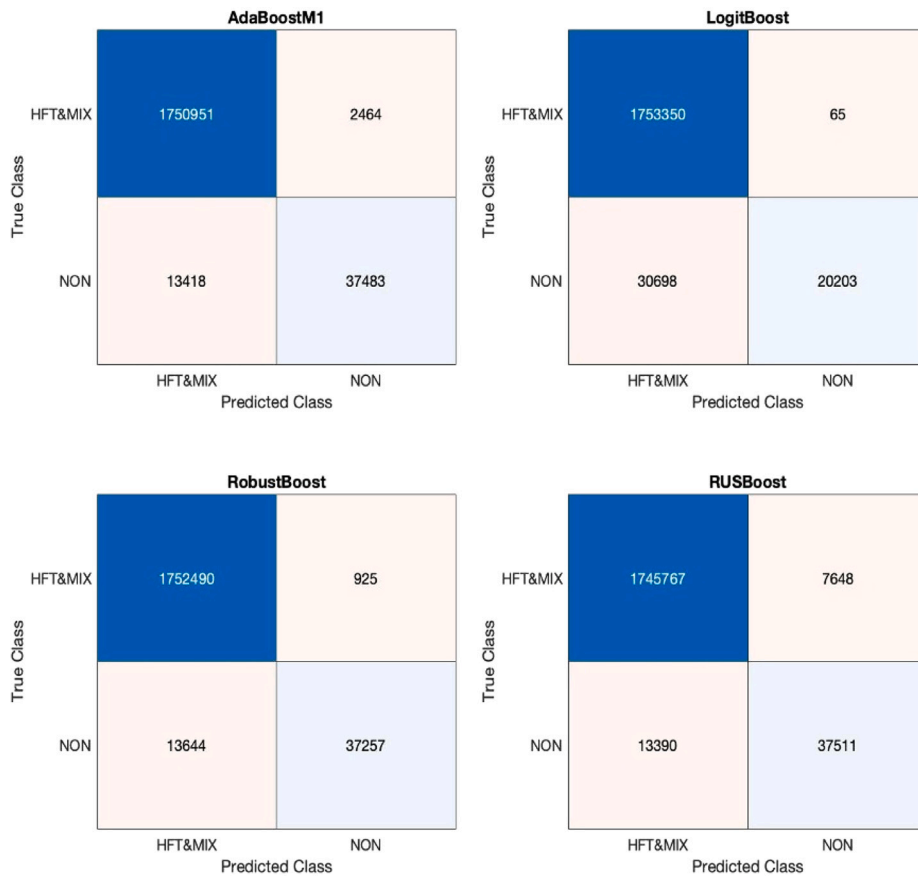 AdaBoostM1
True Class
HFT&MIX
1750951
2464
NON
13418
37483
HFT&MIX
NON
Predicted Class
LogitBoost
True Class
HFT&MIX
1753350
65
NON
30698
20203
HFT&MIX
NON
Predicted Class
RobustBoost
True Class
HFT&MIX
1752490
925
NON
13644
37257
HFT&MIX
NON
Predicted Class
RUSBoost
True Class
HFT&MIX
1745767
7648
NON
13390
37511
HFT&MIX
NON
Predicted Class